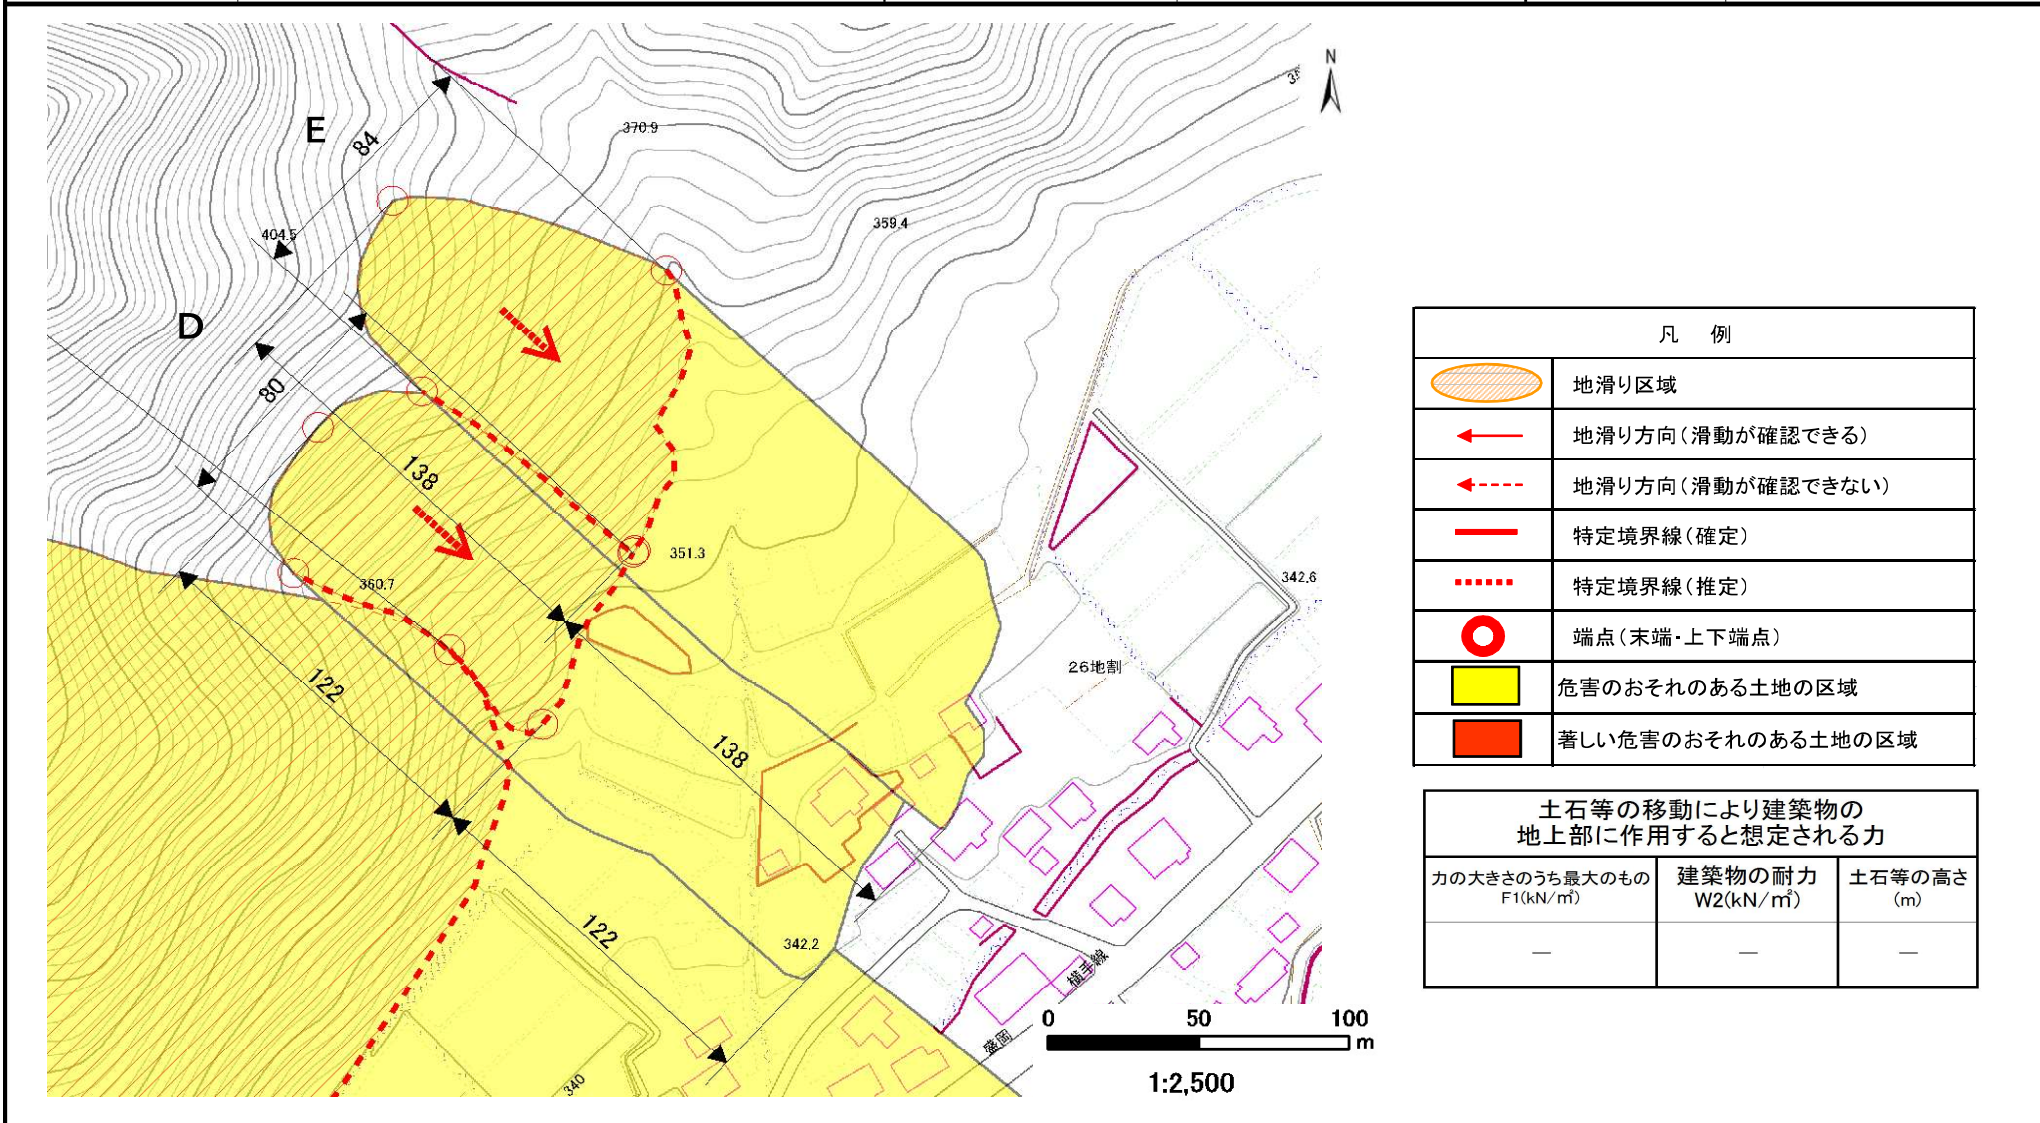 N
E
84
370.9
404.5
359.4
D
80
138
351.3
360.7
342.6
26地割
122
138
122
342.2
340
横手線
盛岡
0 50 100
m
1:2,500
凡 例
地滑り区域
地滑り方向(滑動が確認できる)
地滑り方向(滑動が確認できない)
特定境界線(確定)
特定境界線(推定)
端点(末端・上下端点)
危害のおそれのある土地の区域
著しい危害のおそれのある土地の区域
土石等の移動により建築物の
地上部に作用すると想定される力
力の大きさのうち最大のもの
F1(kN/㎡)
建築物の耐力
W2(kN/㎡)
土石等の高さ
(m)
— — —